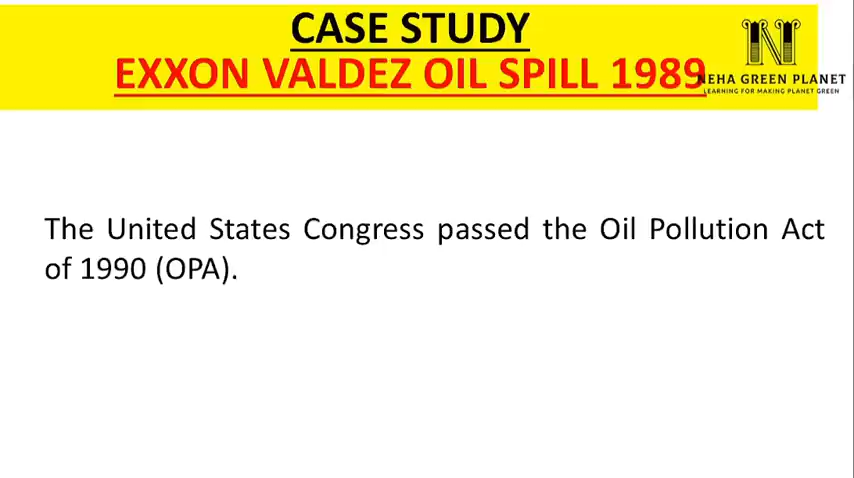 CASE STUDY
EXXON VALDEZ OIL SPILL 1989
NEHA GREEN PLANET
LEARNING FOR MAKING PLANET GREEN
The United States Congress passed the Oil Pollution Act
of 1990 (OPA).